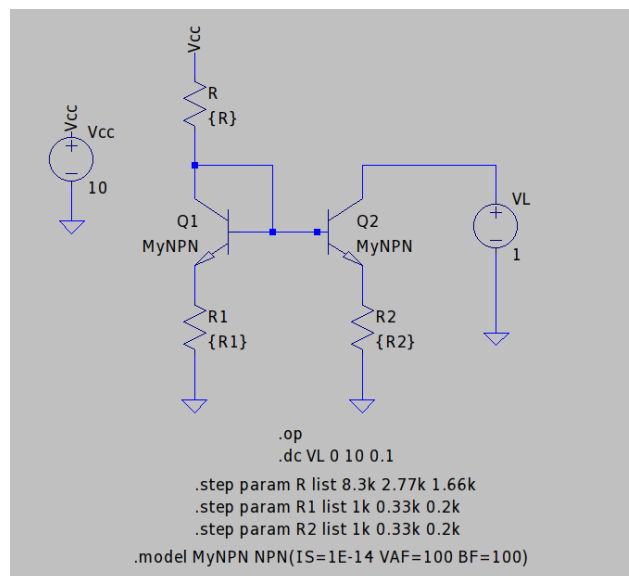 Vcc
R
{R}
Vcc
Vcc
10
Q1
MyNPN
Q2
MyNPN
VL
1
R1
{R1}
R2
{R2}
.op
.dc VL 0 10 0.1
.step param R list 8.3k 2.77k 1.66k
.step param R1 list 1k 0.33k 0.2k
.step param R2 list 1k 0.33k 0.2k
.model MyNPN NPN(IS=1E-14 VAF=100 BF=100)